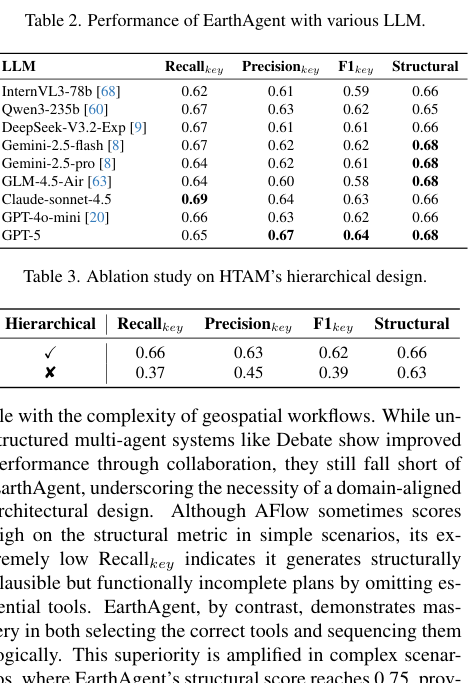 Table 2. Performance of EarthAgent with various LLM.
LLM Recall_key Precision_key F1_key Structural
InternVL3-78b [68] 0.62 0.61 0.59 0.66
Qwen3-235b [60] 0.67 0.63 0.62 0.65
DeepSeek-V3.2-Exp [9] 0.67 0.61 0.61 0.66
Gemini-2.5-flash [8] 0.67 0.62 0.62 0.68
Gemini-2.5-pro [8] 0.64 0.62 0.61 0.68
GLM-4.5-Air [63] 0.64 0.60 0.58 0.68
Claude-sonnet-4.5 0.69 0.64 0.63 0.66
GPT-4o-mini [20] 0.66 0.63 0.62 0.66
GPT-5 0.65 0.67 0.64 0.68
Table 3. Ablation study on HTAM's hierarchical design.
Hierarchical Recall_key Precision_key F1_key Structural
✓ 0.66 0.63 0.62 0.66
✘ 0.37 0.45 0.39 0.63
le with the complexity of geospatial workflows. While un-
tructured multi-agent systems like Debate show improved
erformance through collaboration, they still fall short of
arthAgent, underscoring the necessity of a domain-aligned
rchitectural design. Although AFlow sometimes scores
igh on the structural metric in simple scenarios, its ex-
remely low Recall_key indicates it generates structurally
lausible but functionally incomplete plans by omitting es-
ential tools. EarthAgent, by contrast, demonstrates mas-
ery in both selecting the correct tools and sequencing them
ogically. This superiority is amplified in complex scenar-
os, where EarthAgent's structural score reaches 0.75, prov-